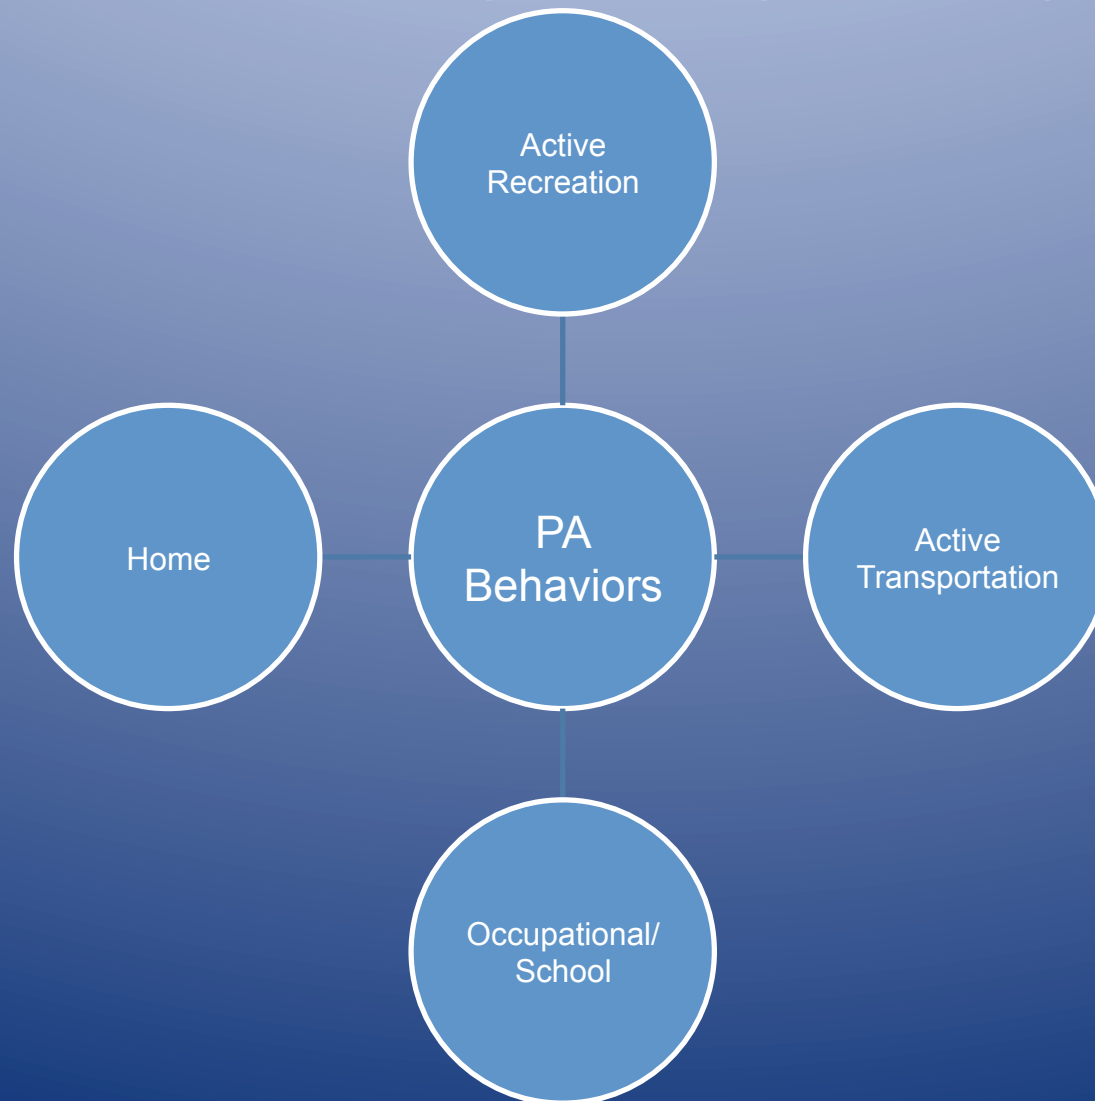 Active
Recreation
Home
PA
Behaviors
Active
Transportation
Occupational/
School